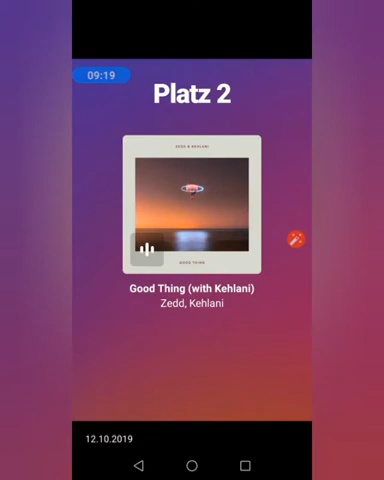 09:19
Platz 2
ZEDD & KEHLANI
GOOD THING
Good Thing (with Kehlani)
Zedd, Kehlani
12.10.2019